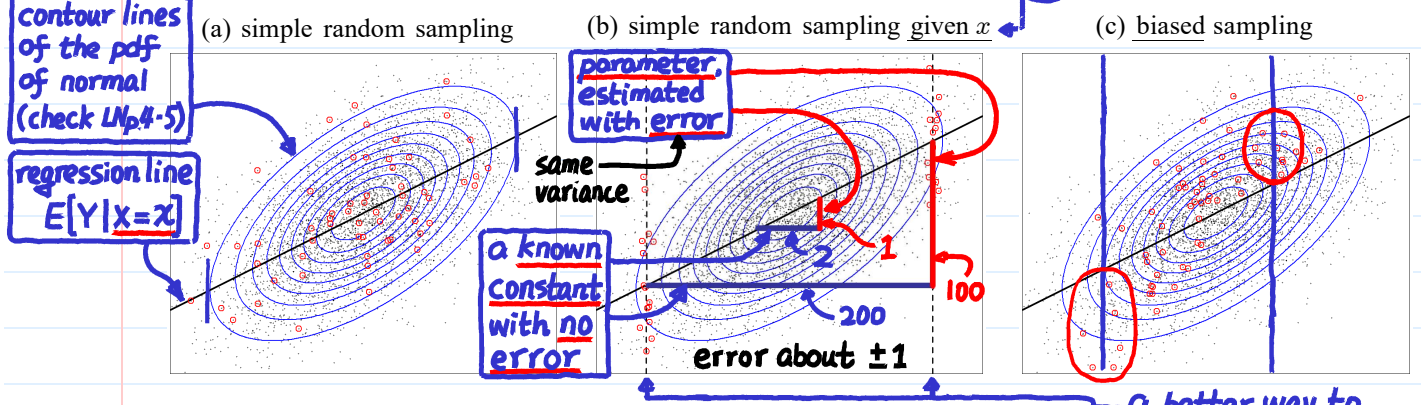 contour lines
of the pdf
of normal
(check LNp.4-5)
regression line
E[Y|X=x]
(a) simple random sampling
(b) simple random sampling given x
parameter,
estimated
with error
same
variance
a known
constant
with no
error
2
1
200
100
error about ±1
(c) biased sampling
a better way to